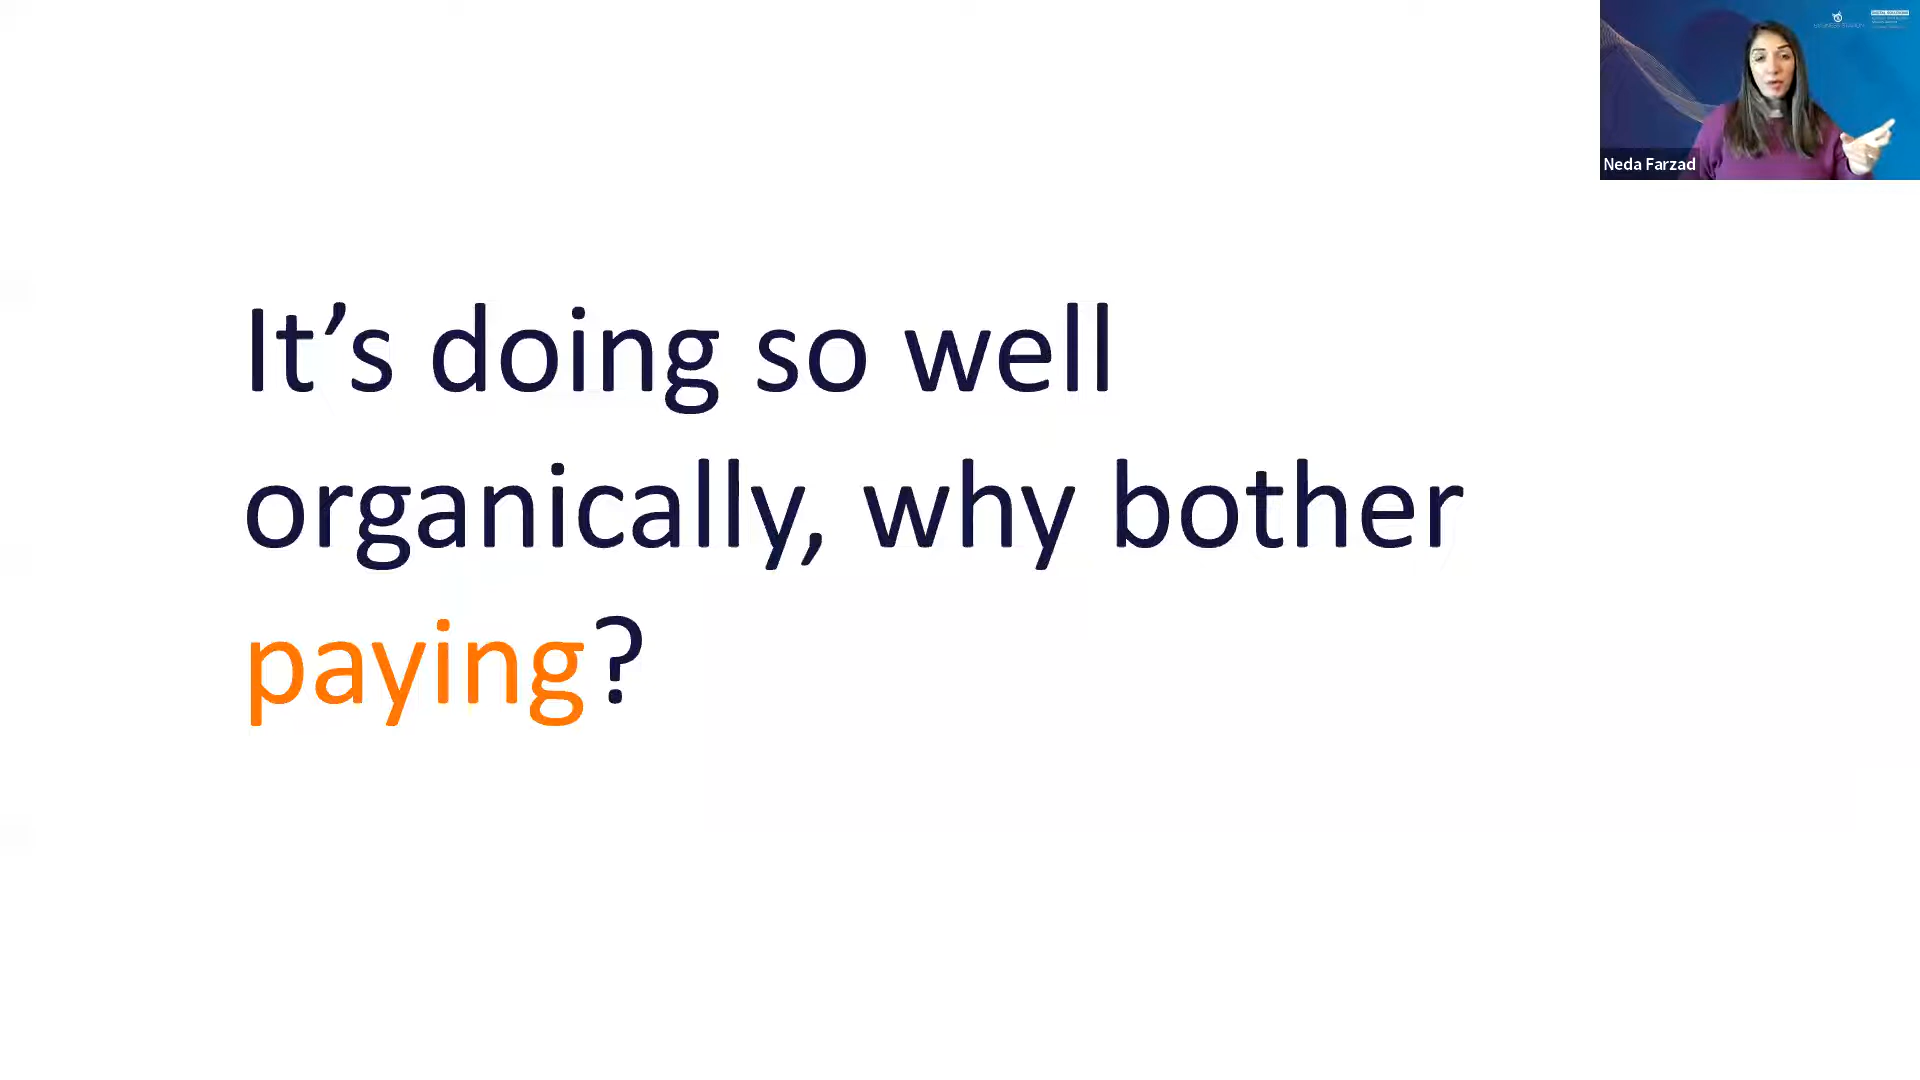 Neda Farzad
It’s doing so well
organically, why bother
paying?